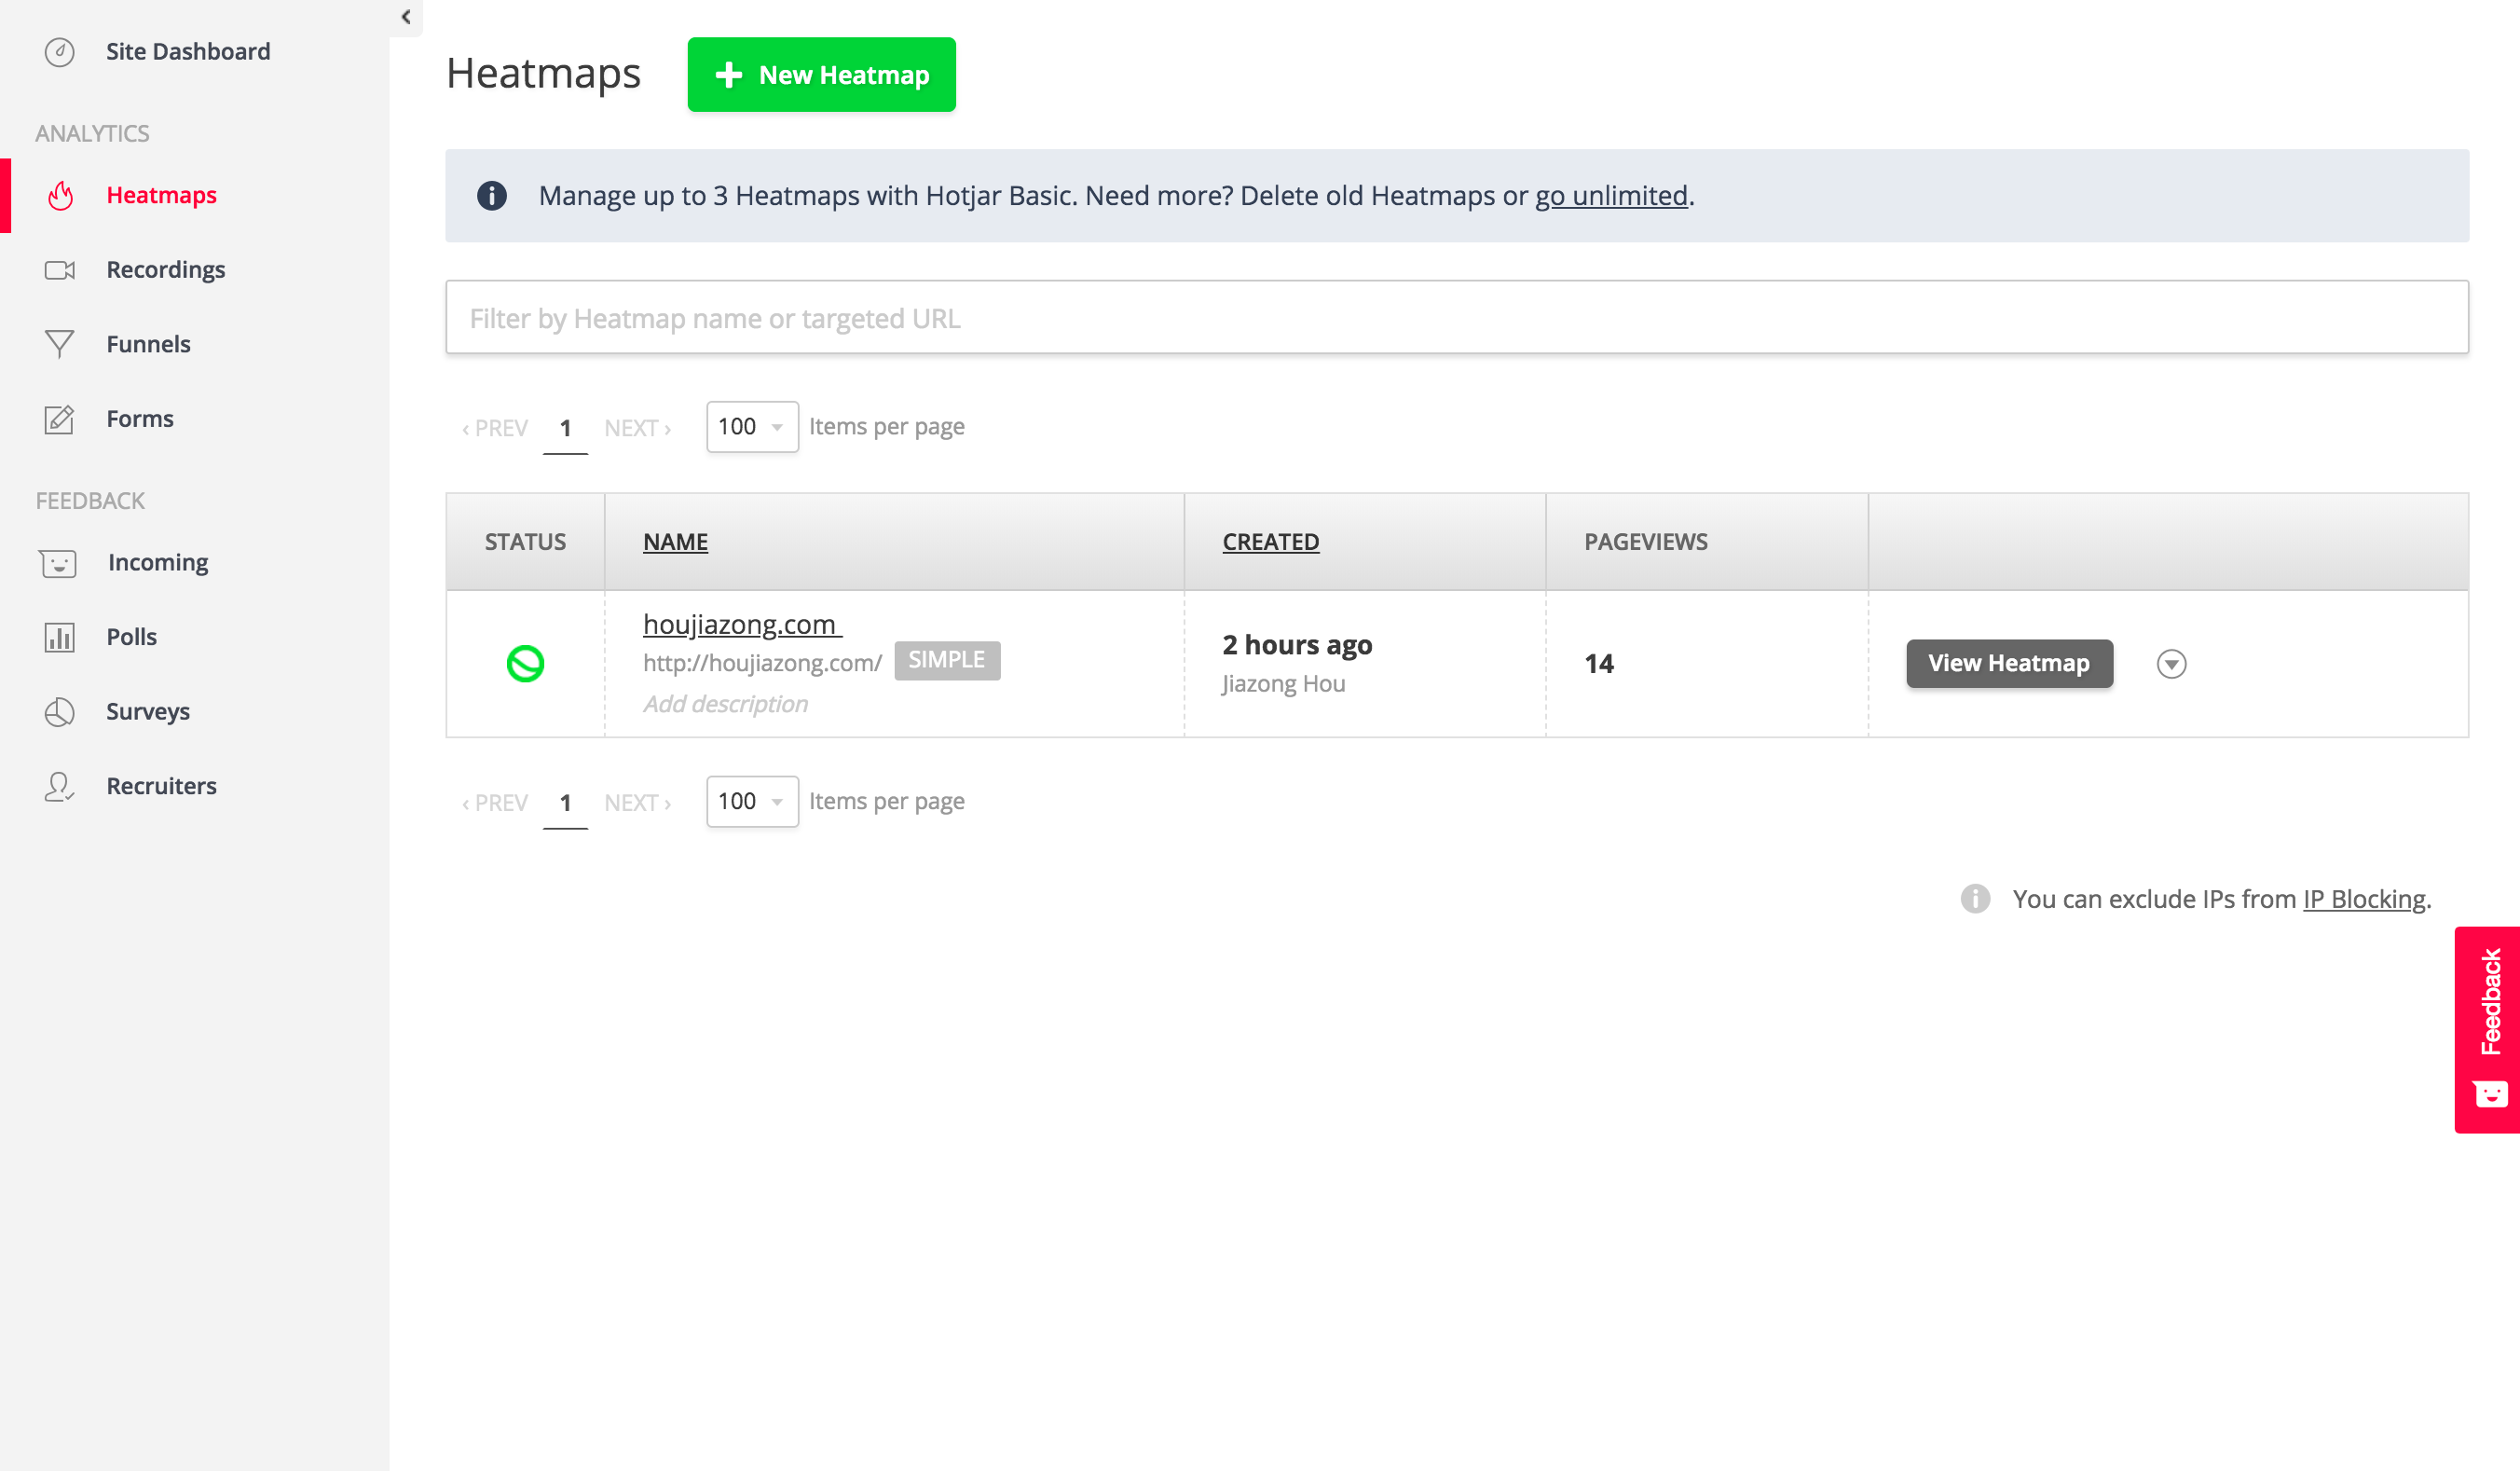 Site Dashboard
ANALYTICS
Heatmaps
Recordings
Funnels
Forms
FEEDBACK
Incoming
Polls
Surveys
Recruiters
Heatmaps
New Heatmap
Manage up to 3 Heatmaps with Hotjar Basic. Need more? Delete old Heatmaps or go unlimited.
Filter by Heatmap name or targeted URL
‹ PREV 1 NEXT › 100 Items per page
STATUS NAME CREATED PAGEVIEWS
houjiazong.com
http://houjiazong.com/ SIMPLE
Add description
2 hours ago
Jiazong Hou
14
View Heatmap
‹ PREV 1 NEXT › 100 Items per page
You can exclude IPs from IP Blocking.
Feedback